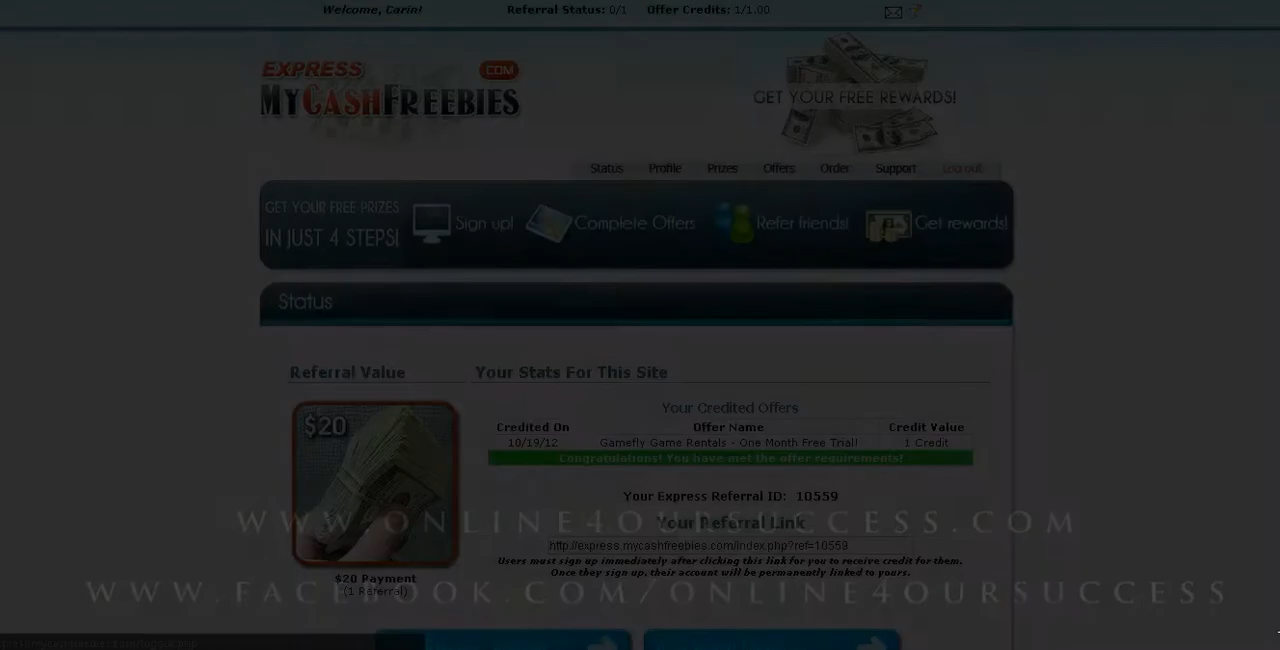 Welcome, Carin! Referral Status: 0/1 Offer Credits: 1/1.00
EXPRESS .COM
MYCASHFREEBIES
GET YOUR FREE REWARDS!
Status Profile Prizes Offers Order Support Log out
GET YOUR FREE PRIZES
IN JUST 4 STEPS!
Sign up! Complete Offers Refer friends! Get rewards!
Status
Referral Value
Your Stats For This Site
$20
Your Credited Offers
Credited On Offer Name Credit Value
10/19/12 Gamefly Game Rentals - One Month Free Trial! 1 Credit
Congratulations! You have met the offer requirements!
Your Express Referral ID: 10559
Your Referral Link
WWW.ONLINE4OURSUCCESS.COM
http://express.mycashfreebies.com/index.php?ref=10559
Users must sign up immediately after clicking this link for you to receive credit for them.
Once they sign up, their account will be permanently linked to yours.
$20 Payment
(1 Referral)
WWW.FACEBOOK.COM/ONLINE4OURSUCCESS